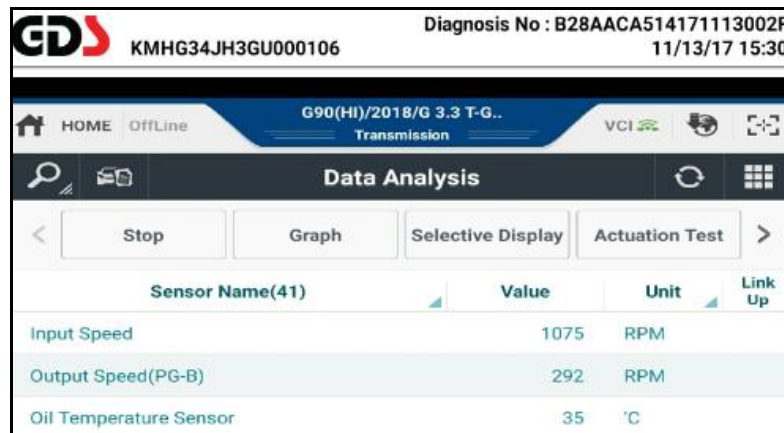 GDS
KMHG34JH3GU000106
Diagnosis No : B28AACA514171113002F
11/13/17 15:30
HOME OffLine
G90(HI)/2018/G 3.3 T-G..
Transmission
VCI
Data Analysis
< Stop Graph Selective Display Actuation Test >
Sensor Name(41) Value Unit Link Up
Input Speed 1075 RPM
Output Speed(PG-B) 292 RPM
Oil Temperature Sensor 35 'C